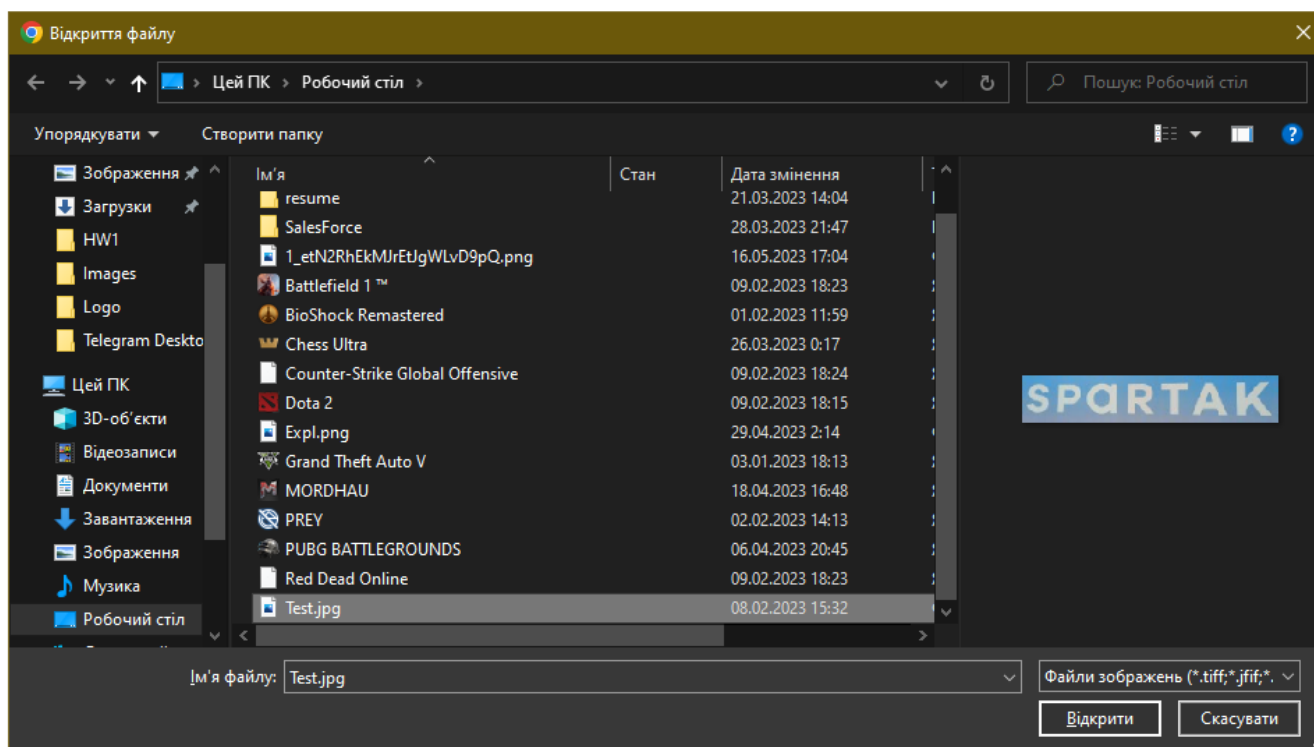 Відкриття файлу
Цей ПК › Робочий стіл ›
Пошук: Робочий стіл
Упорядкувати
Створити папку
Зображення
Загрузки
HW1
Images
Logo
Telegram Deskto
Цей ПК
3D-об'єкти
Відеозаписи
Документи
Завантаження
Зображення
Музика
Робочий стіл
Ім'я Стан Дата змінення
resume 21.03.2023 14:04
SalesForce 28.03.2023 21:47
1_etN2RhEkMJrEtJgWLvD9pQ.png 16.05.2023 17:04
Battlefield 1 ™ 09.02.2023 18:23
BioShock Remastered 01.02.2023 11:59
Chess Ultra 26.03.2023 0:17
Counter-Strike Global Offensive 09.02.2023 18:24
Dota 2 09.02.2023 18:15
Expl.png 29.04.2023 2:14
Grand Theft Auto V 03.01.2023 18:13
MORDHAU 18.04.2023 16:48
PREY 02.02.2023 14:13
PUBG BATTLEGROUNDS 06.04.2023 20:45
Red Dead Online 09.02.2023 18:23
Test.jpg 08.02.2023 15:32
SPARTAK
Ім'я файлу: Test.jpg
Файли зображень (*.tiff;*.jfif;*.
Відкрити
Скасувати